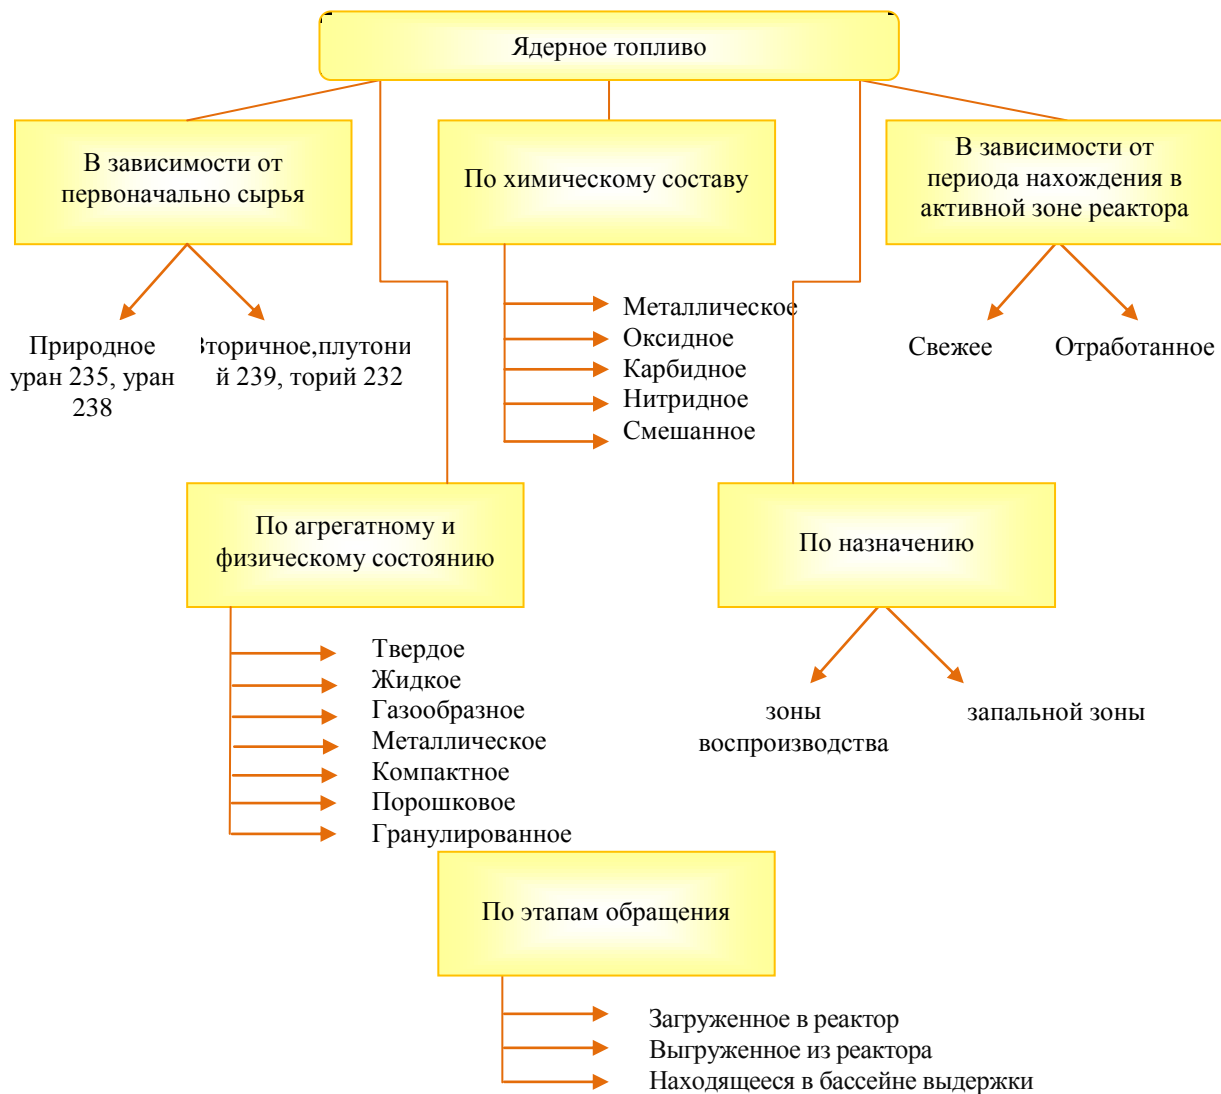 Ядерное топливо
В зависимости от
первоначально сырья
По химическому составу
В зависимости от
периода нахождения в
активной зоне реактора
Природное
уран 235, уран
238
Вторичное,плутони
й 239, торий 232
Металлическое
Оксидное
Карбидное
Нитридное
Смешанное
Свежее
Отработанное
По агрегатному и
физическому состоянию
По назначению
Твердое
Жидкое
Газообразное
Металлическое
Компактное
Порошковое
Гранулированное
зоны
воспроизводства
запальной зоны
По этапам обращения
Загруженное в реактор
Выгруженное из реактора
Находящееся в бассейне выдержки